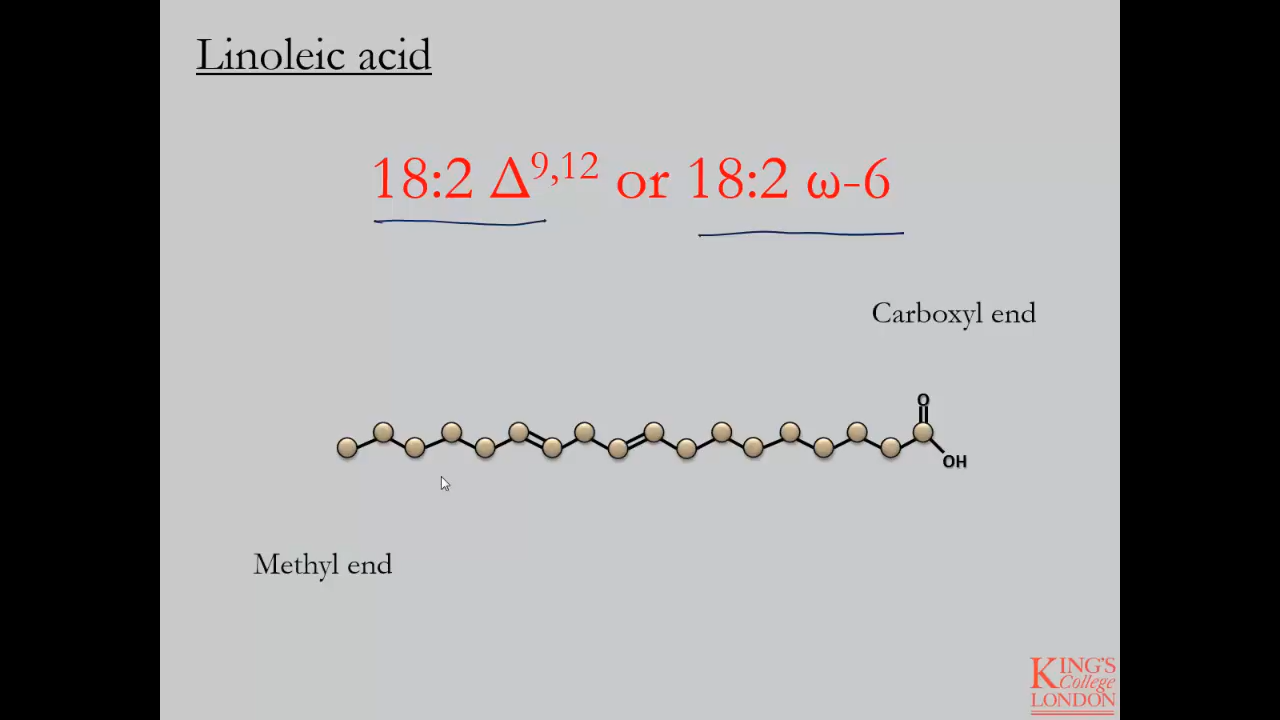 Linoleic acid
18:2 Δ⁹,¹² or 18:2 ω-6
Carboxyl end
O
OH
Methyl end
KING'S
College
LONDON